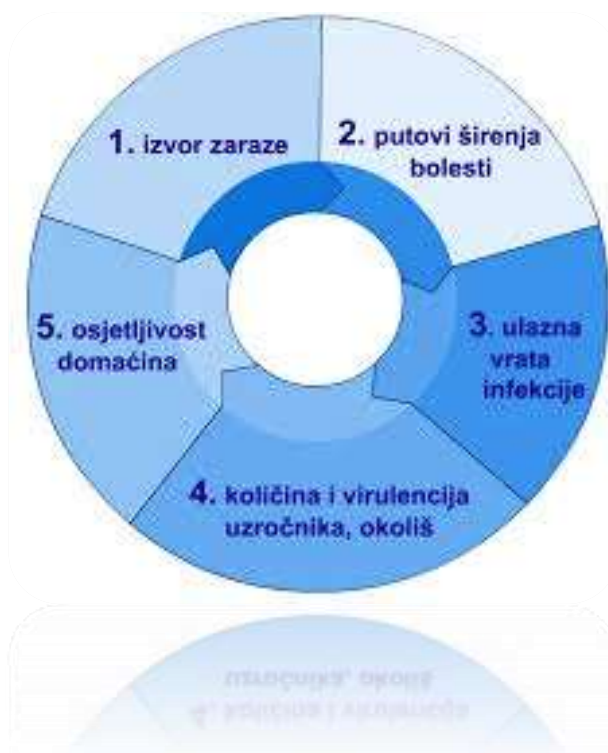 1. izvor zaraze
2. putovi širenja
bolesti
3. ulazna
vrata
infekcije
4. količina i virulencija
uzročnika, okoliš
5. osjetljivost
domaćina